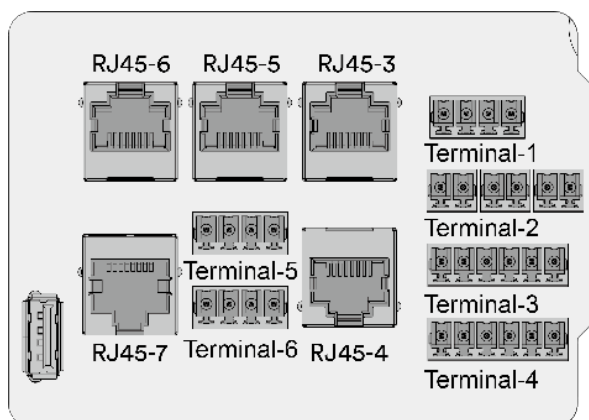 RJ45-6 RJ45-5 RJ45-3
Terminal-1
Terminal-2
Terminal-5
Terminal-3
RJ45-7 Terminal-6 RJ45-4
Terminal-4